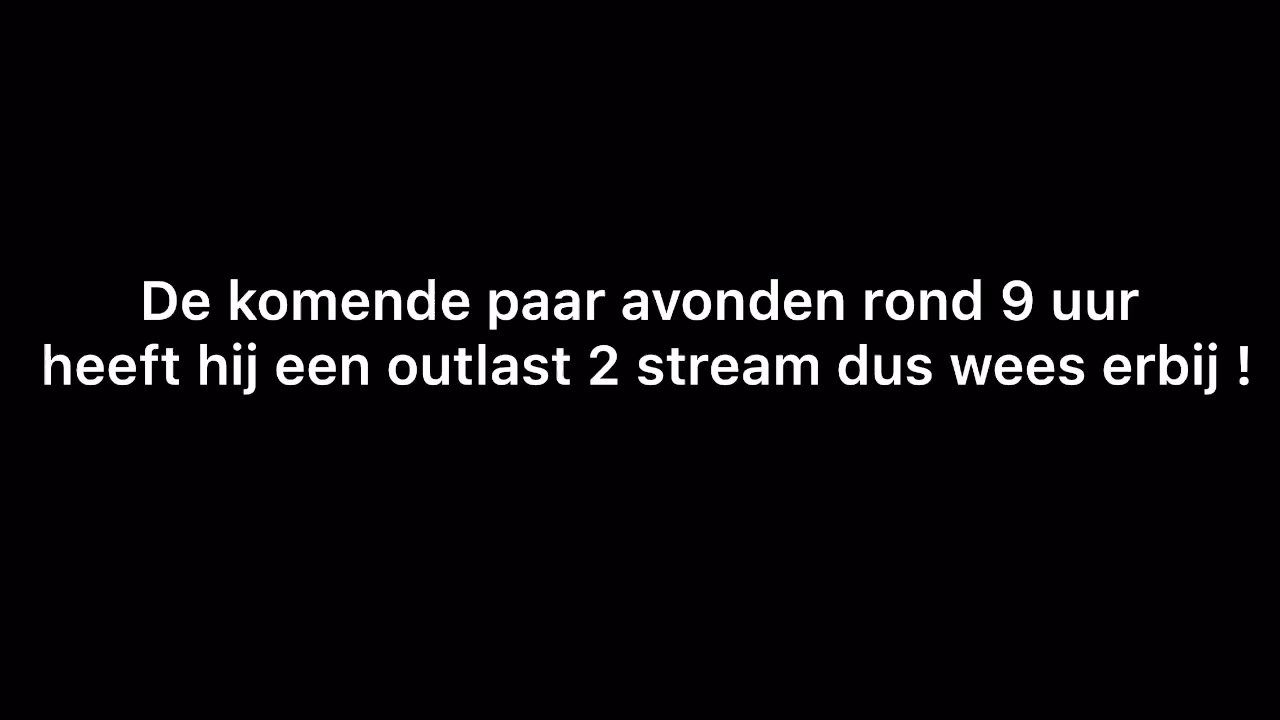 De komende paar avonden rond 9 uur
heeft hij een outlast 2 stream dus wees erbij !